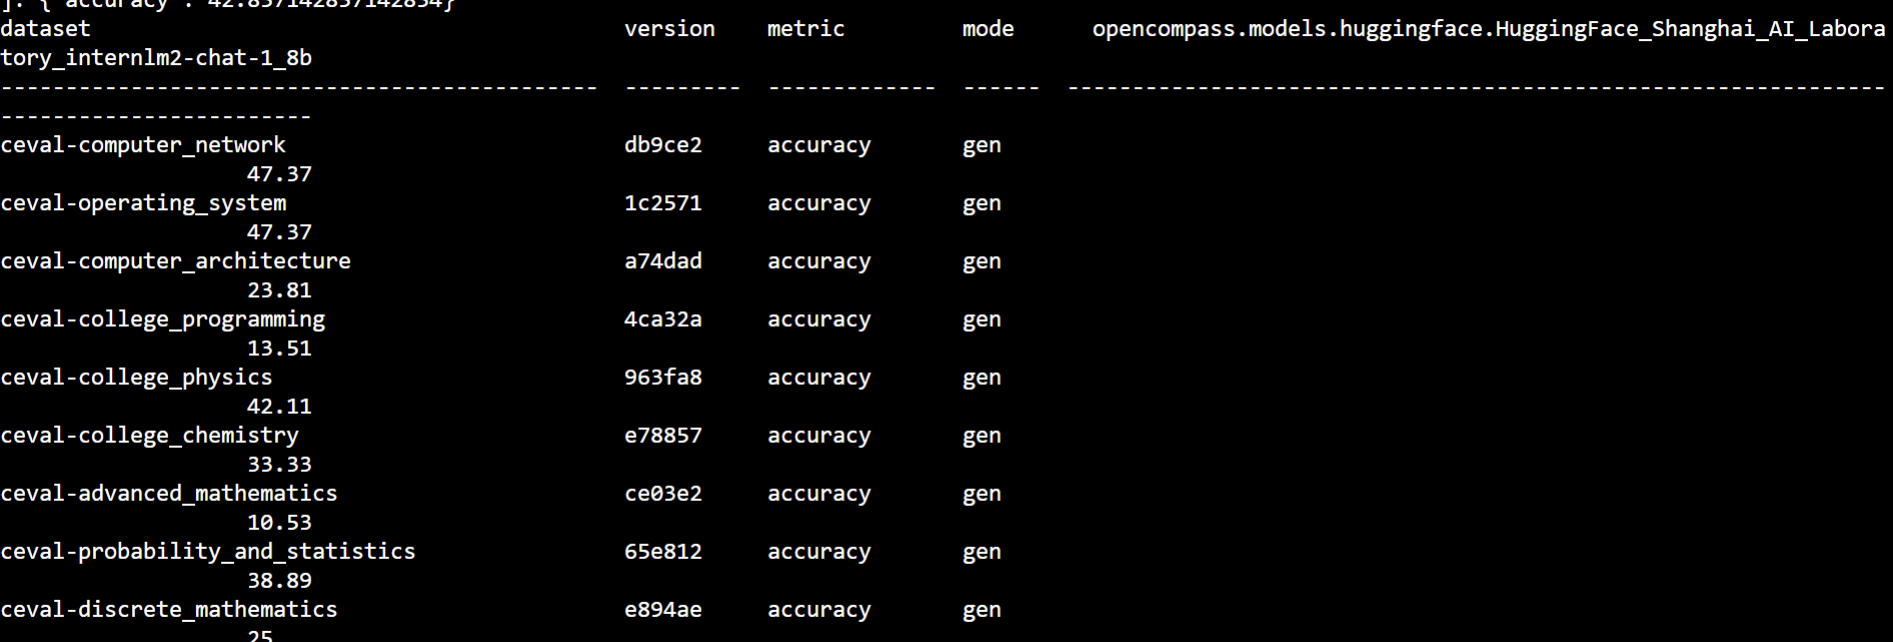 ]: {'accuracy': 42.857142857142854}
dataset version metric mode opencompass.models.huggingface.HuggingFace_Shanghai_AI_Labora
tory_internlm2-chat-1_8b
---------------------------------------------- --------- ------------- ------ ---------------------------------------------------------------
------------------------
ceval-computer_network db9ce2 accuracy gen
47.37
ceval-operating_system 1c2571 accuracy gen
47.37
ceval-computer_architecture a74dad accuracy gen
23.81
ceval-college_programming 4ca32a accuracy gen
13.51
ceval-college_physics 963fa8 accuracy gen
42.11
ceval-college_chemistry e78857 accuracy gen
33.33
ceval-advanced_mathematics ce03e2 accuracy gen
10.53
ceval-probability_and_statistics 65e812 accuracy gen
38.89
ceval-discrete_mathematics e894ae accuracy gen
25